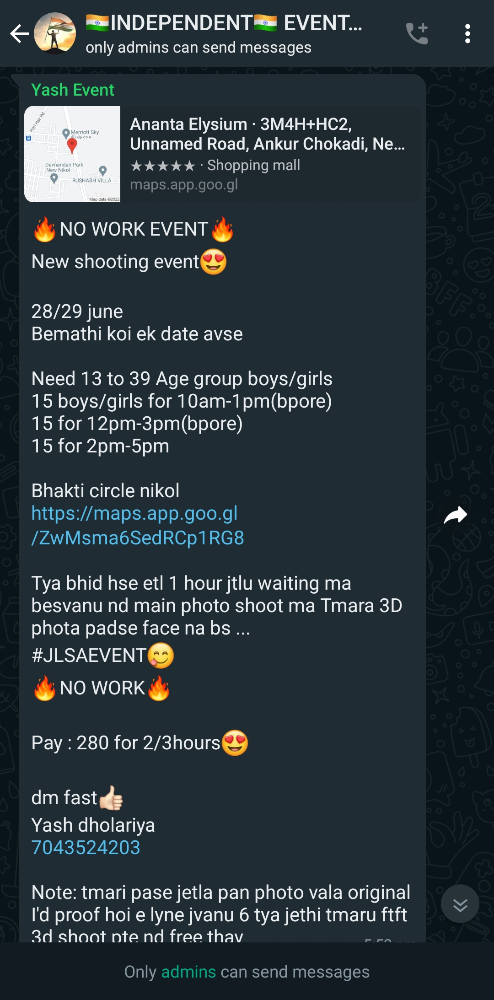 🇮🇳INDEPENDENT🇮🇳 EVENT...
only admins can send messages
Yash Event
Hari Har Rd
Merriott Sky
મેરિયોટ્ સ્કાય
Devnandan Park
,New Nikol
RUSHABH VILLA
Map data ©2022
Ananta Elysium · 3M4H+HC2,
Unnamed Road, Ankur Chokadi, Ne...
★★★★★ · Shopping mall
maps.app.goo.gl
🔥NO WORK EVENT🔥
New shooting event😍
28/29 june
Bemathi koi ek date avse
Need 13 to 39 Age group boys/girls
15 boys/girls for 10am-1pm(bpore)
15 for 12pm-3pm(bpore)
15 for 2pm-5pm
Bhakti circle nikol
https://maps.app.goo.gl
/ZwMsma6SedRCp1RG8
Tya bhid hse etl 1 hour jtlu waiting ma
besvanu nd main photo shoot ma Tmara 3D
phota padse face na bs ...
#JLSAEVENT😋
🔥NO WORK🔥
Pay : 280 for 2/3hours😍
dm fast👍🏻
Yash dholariya
7043524203
Note: tmari pase jetla pan photo vala original
I'd proof hoi e lyne jvanu 6 tya jethi tmaru ftft
3d shoot pte nd free thay
Only admins can send messages